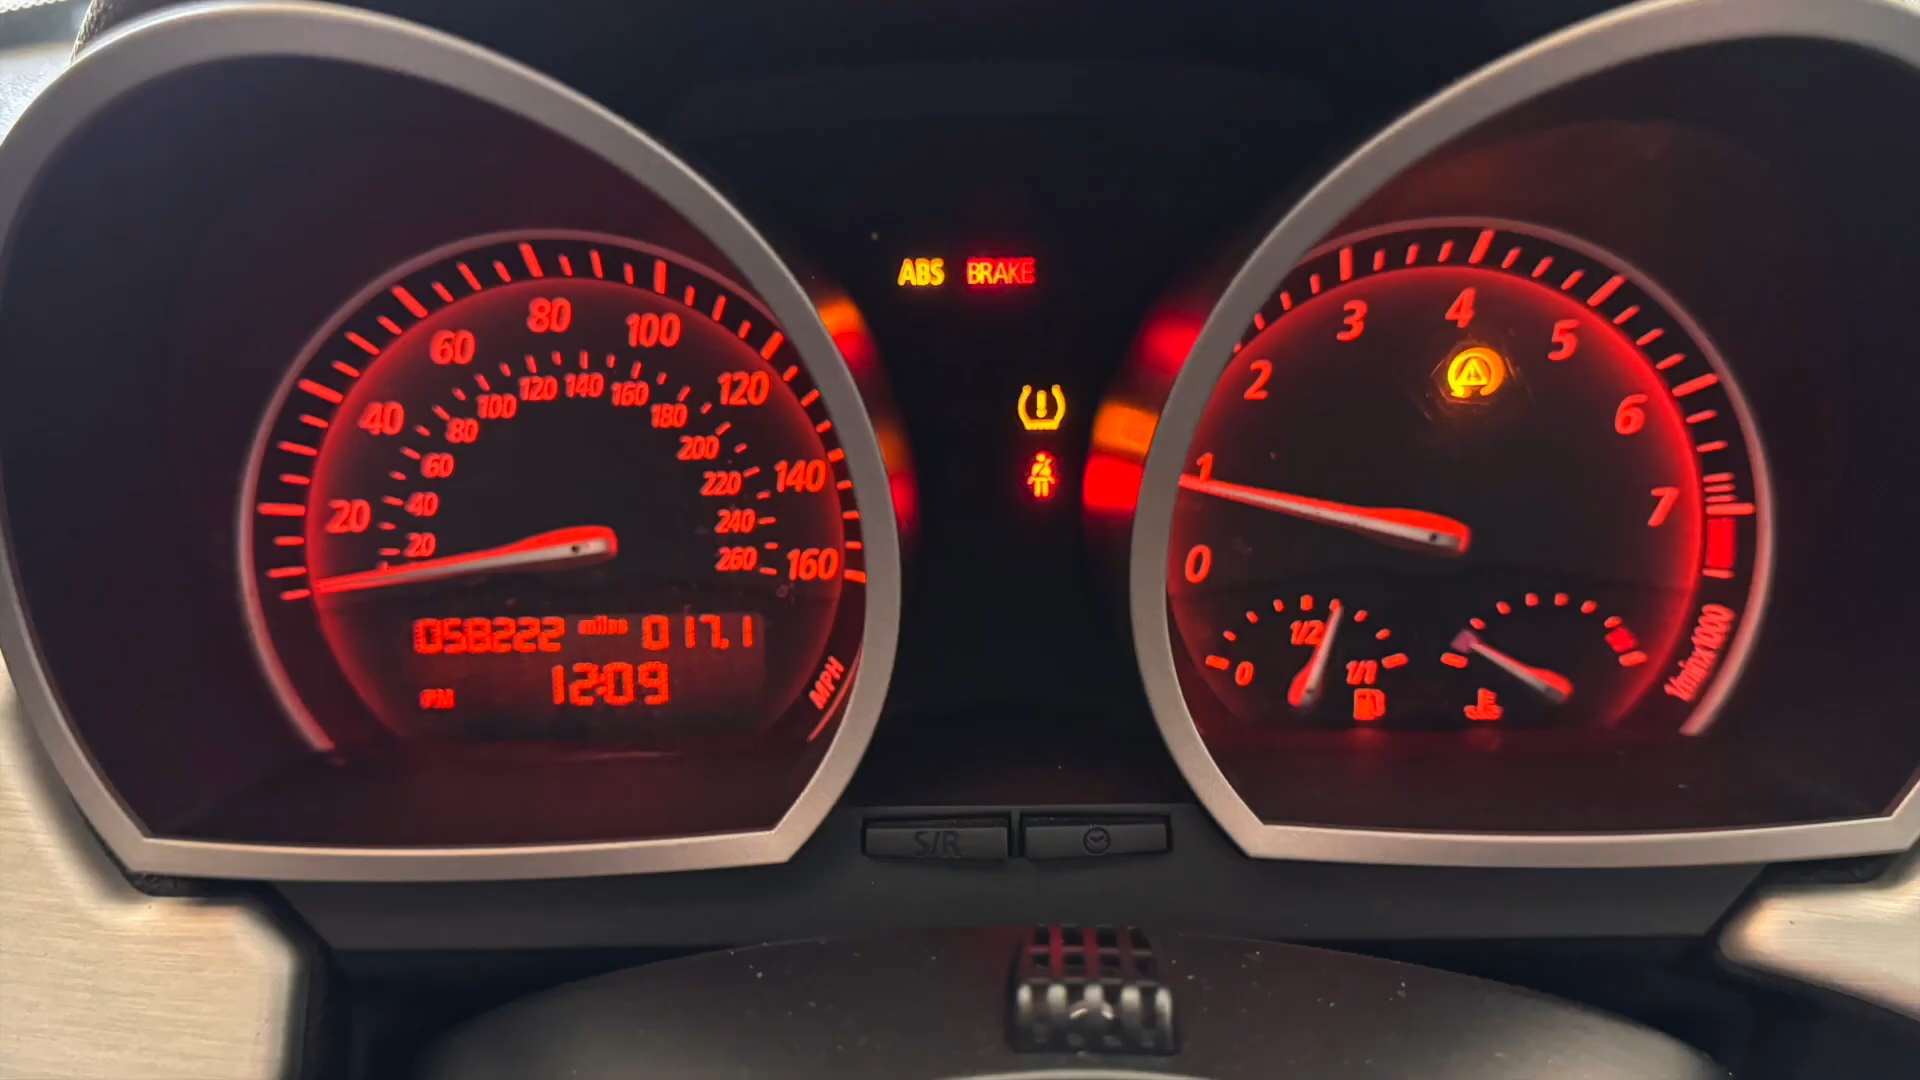 ABS BRAKE
20 40 60 80 100 120 140 160
20 40 60 80 100 120 140 160 180 200 220 240 260
MPH
058222 miles 017.1
PM 12:09
0 1 2 3 4 5 6 7
1/minx1000
0 1/2 1/1
S/R